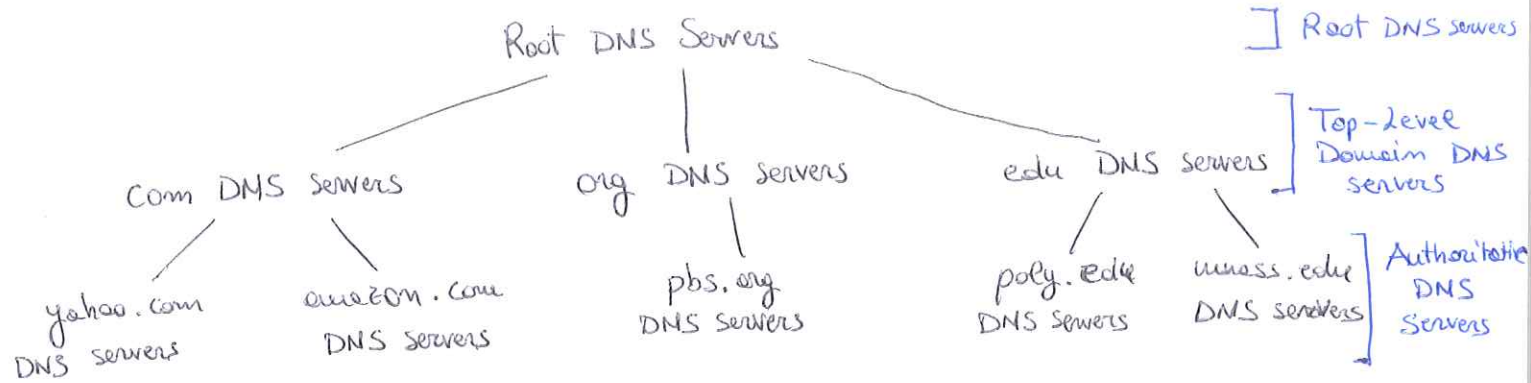 Root DNS Servers
] Root DNS servers
Com DNS servers
org DNS servers
edu DNS servers
Top-Level
Domain DNS
servers
yahoo.com
DNS servers
amazon.com
DNS servers
pbs.org
DNS servers
poly.edu
DNS servers
umass.edu
DNS servers
Authoritative
DNS
Servers